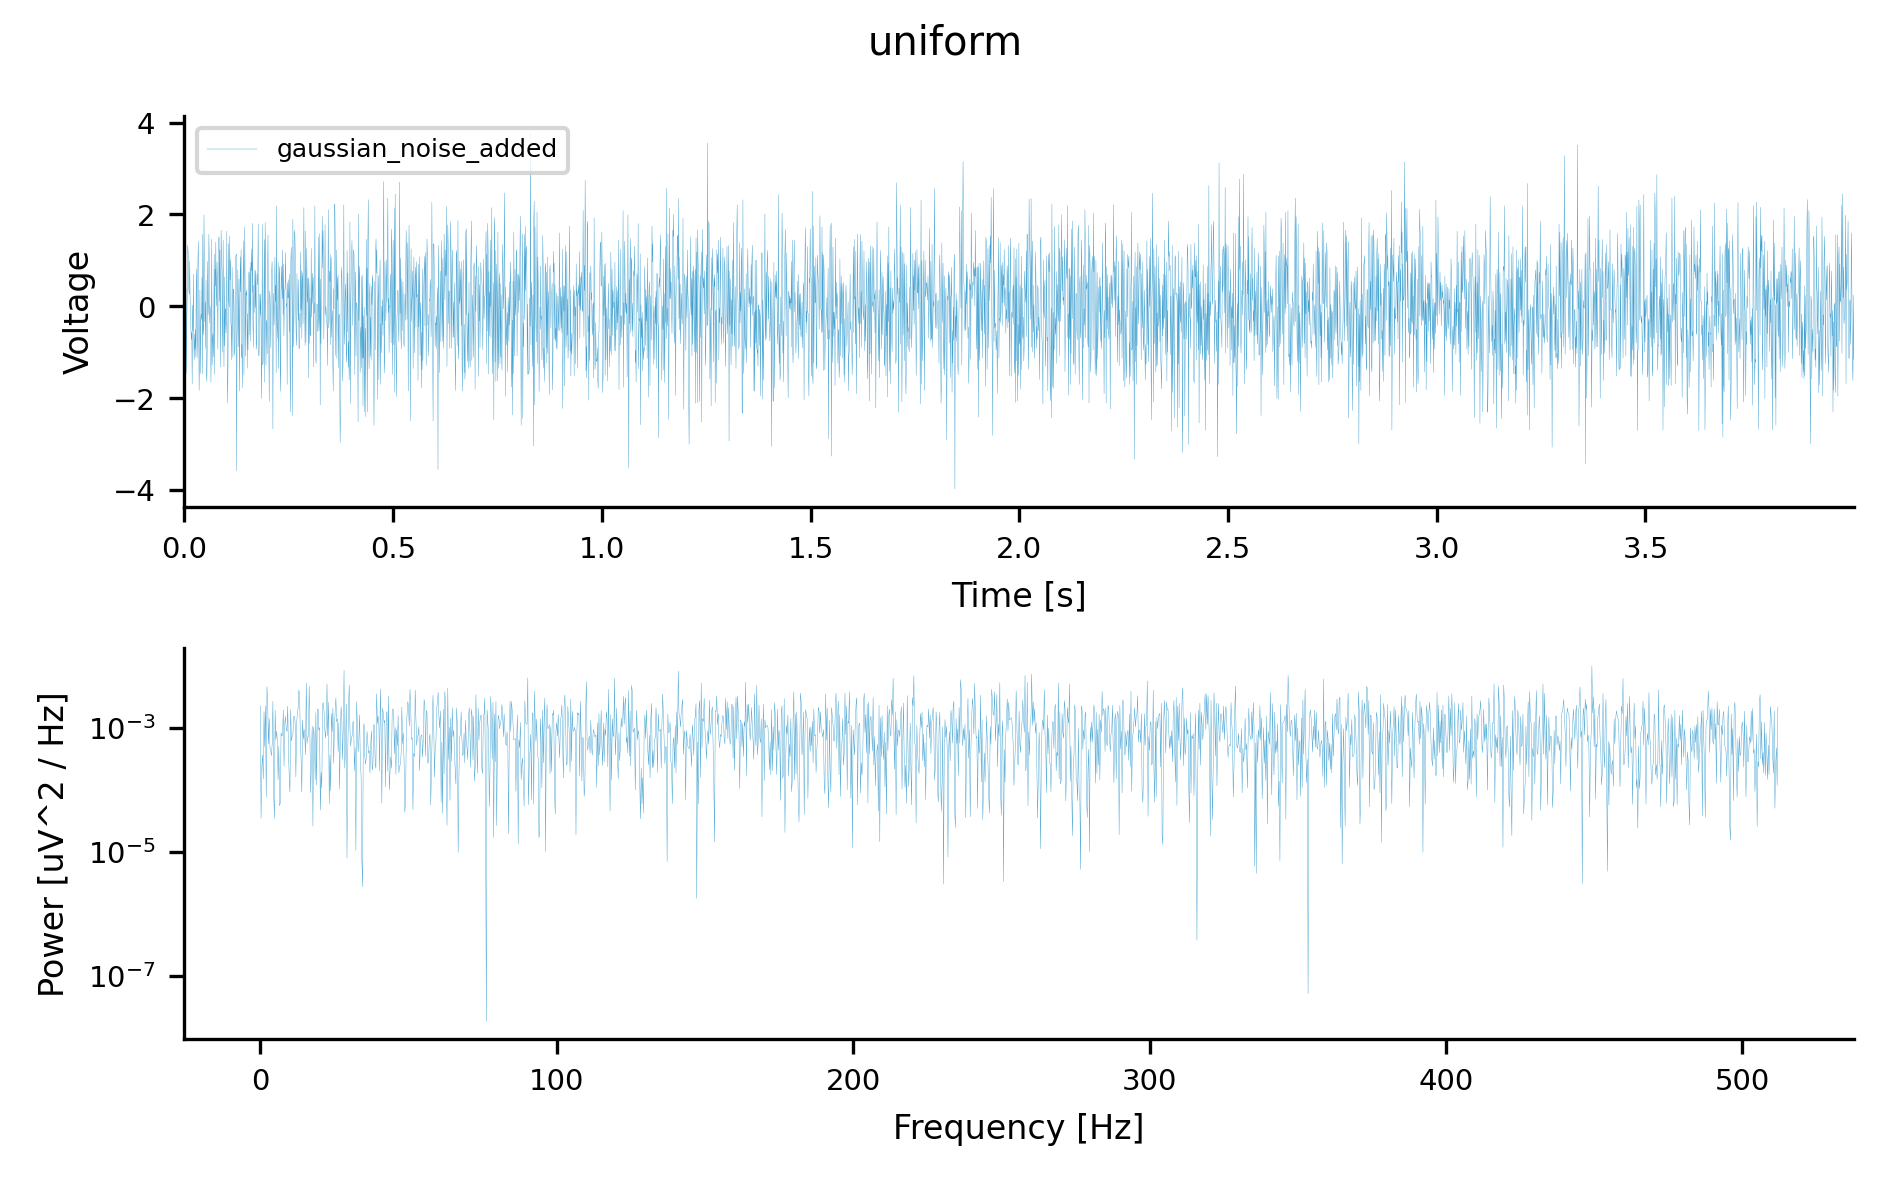 uniform
gaussian_noise_added
Voltage
4
2
0
−2
−4
0.0 0.5 1.0 1.5 2.0 2.5 3.0 3.5
Time [s]
Power [uV^2 / Hz]
10⁻³
10⁻⁵
10⁻⁷
0 100 200 300 400 500
Frequency [Hz]